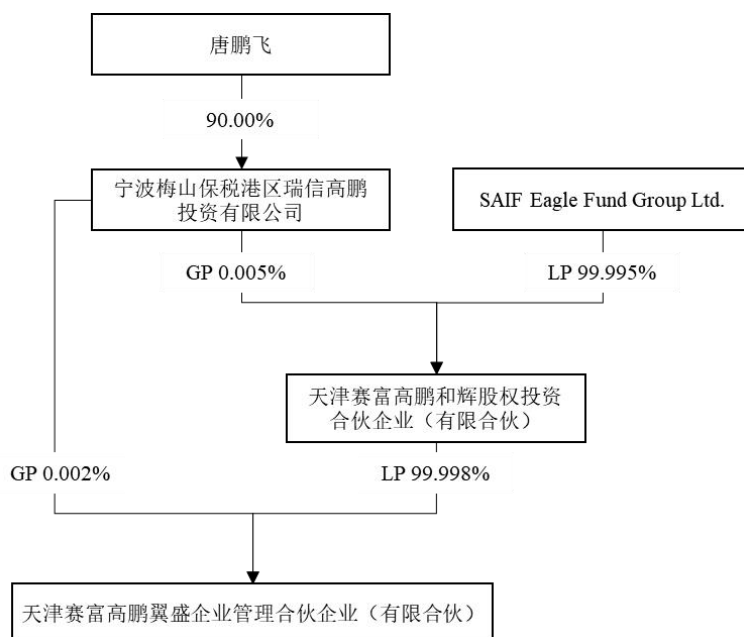 唐鹏飞
90.00%
宁波梅山保税港区瑞信高鹏
投资有限公司
SAIF Eagle Fund Group Ltd.
GP 0.005%
LP 99.995%
天津赛富高鹏和辉股权投资
合伙企业（有限合伙）
GP 0.002%
LP 99.998%
天津赛富高鹏翼盛企业管理合伙企业（有限合伙）